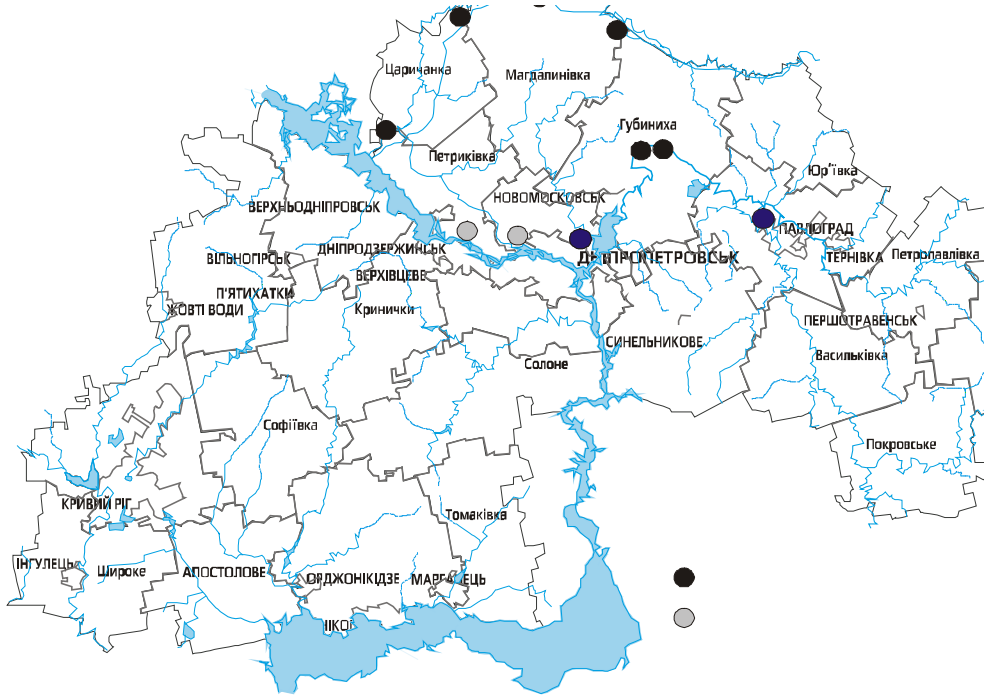 Царичанка
Магдалинівка
Губиниха
Петриківка
Юр'ївка
НОВОМОСКОВСЬК
ВЕРХНЬОДНІПРОВСЬК
ПАВЛОГРАД
ДНІПРОДЗЕРЖИНСЬК
ДНІПРОПЕТРОВСЬК
ТЕРНІВКА
Петропавлівка
ВІЛЬНОГІРСЬК
ВЕРХІВЦЕВЕ
П'ЯТИХАТКИ
ЖОВТІ ВОДИ
Кринички
ПЕРШОТРАВЕНСЬК
СИНЕЛЬНИКОВЕ
Васильківка
Солоне
Софіївка
Покровське
КРИВИЙ РІГ
Томаківка
ІНГУЛЕЦЬ
Широке
АПОСТОЛОВЕ
ОРДЖОНІКІДЗЕ
МАРГАНЕЦЬ